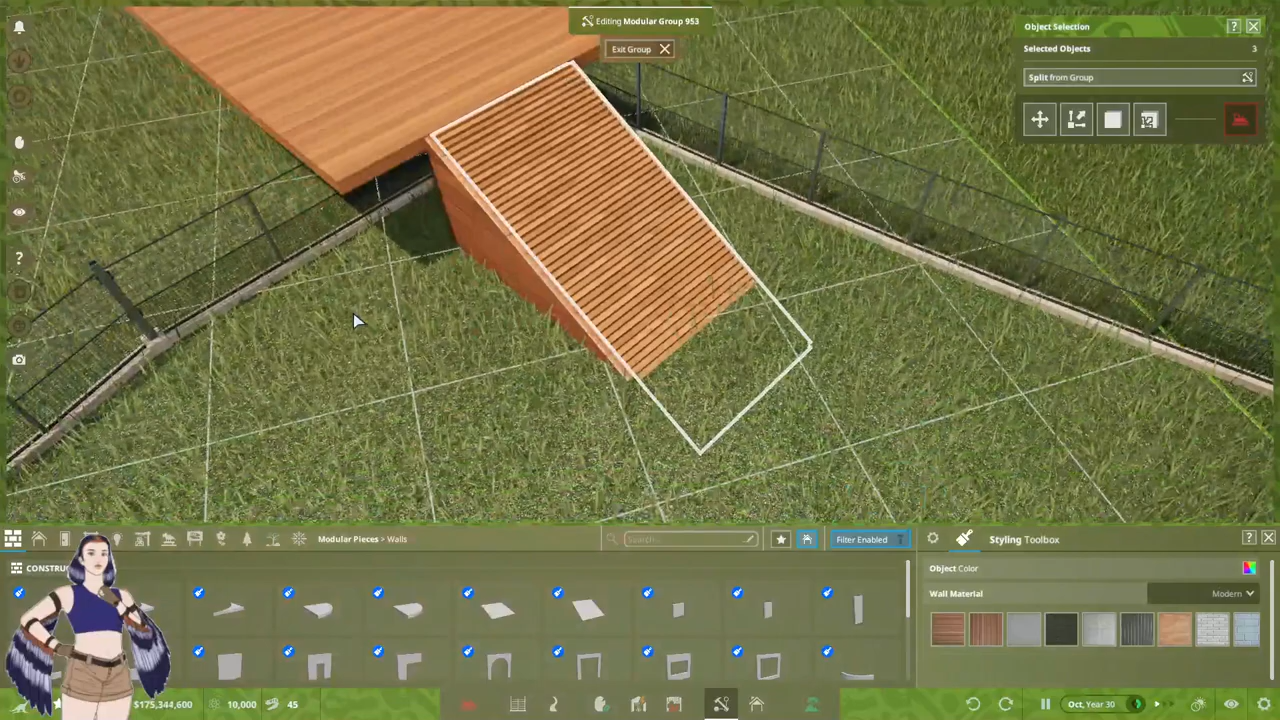 Editing Modular Group 953
Exit Group
Object Selection
?
Selected Objects 3
Split from Group
?
Modular Pieces > Walls
Search...
Filter Enabled
Styling Toolbox
?
CONSTRU
Object Color
Wall Material
Modern
$175,344,600
10,000
45
Oct, Year 30